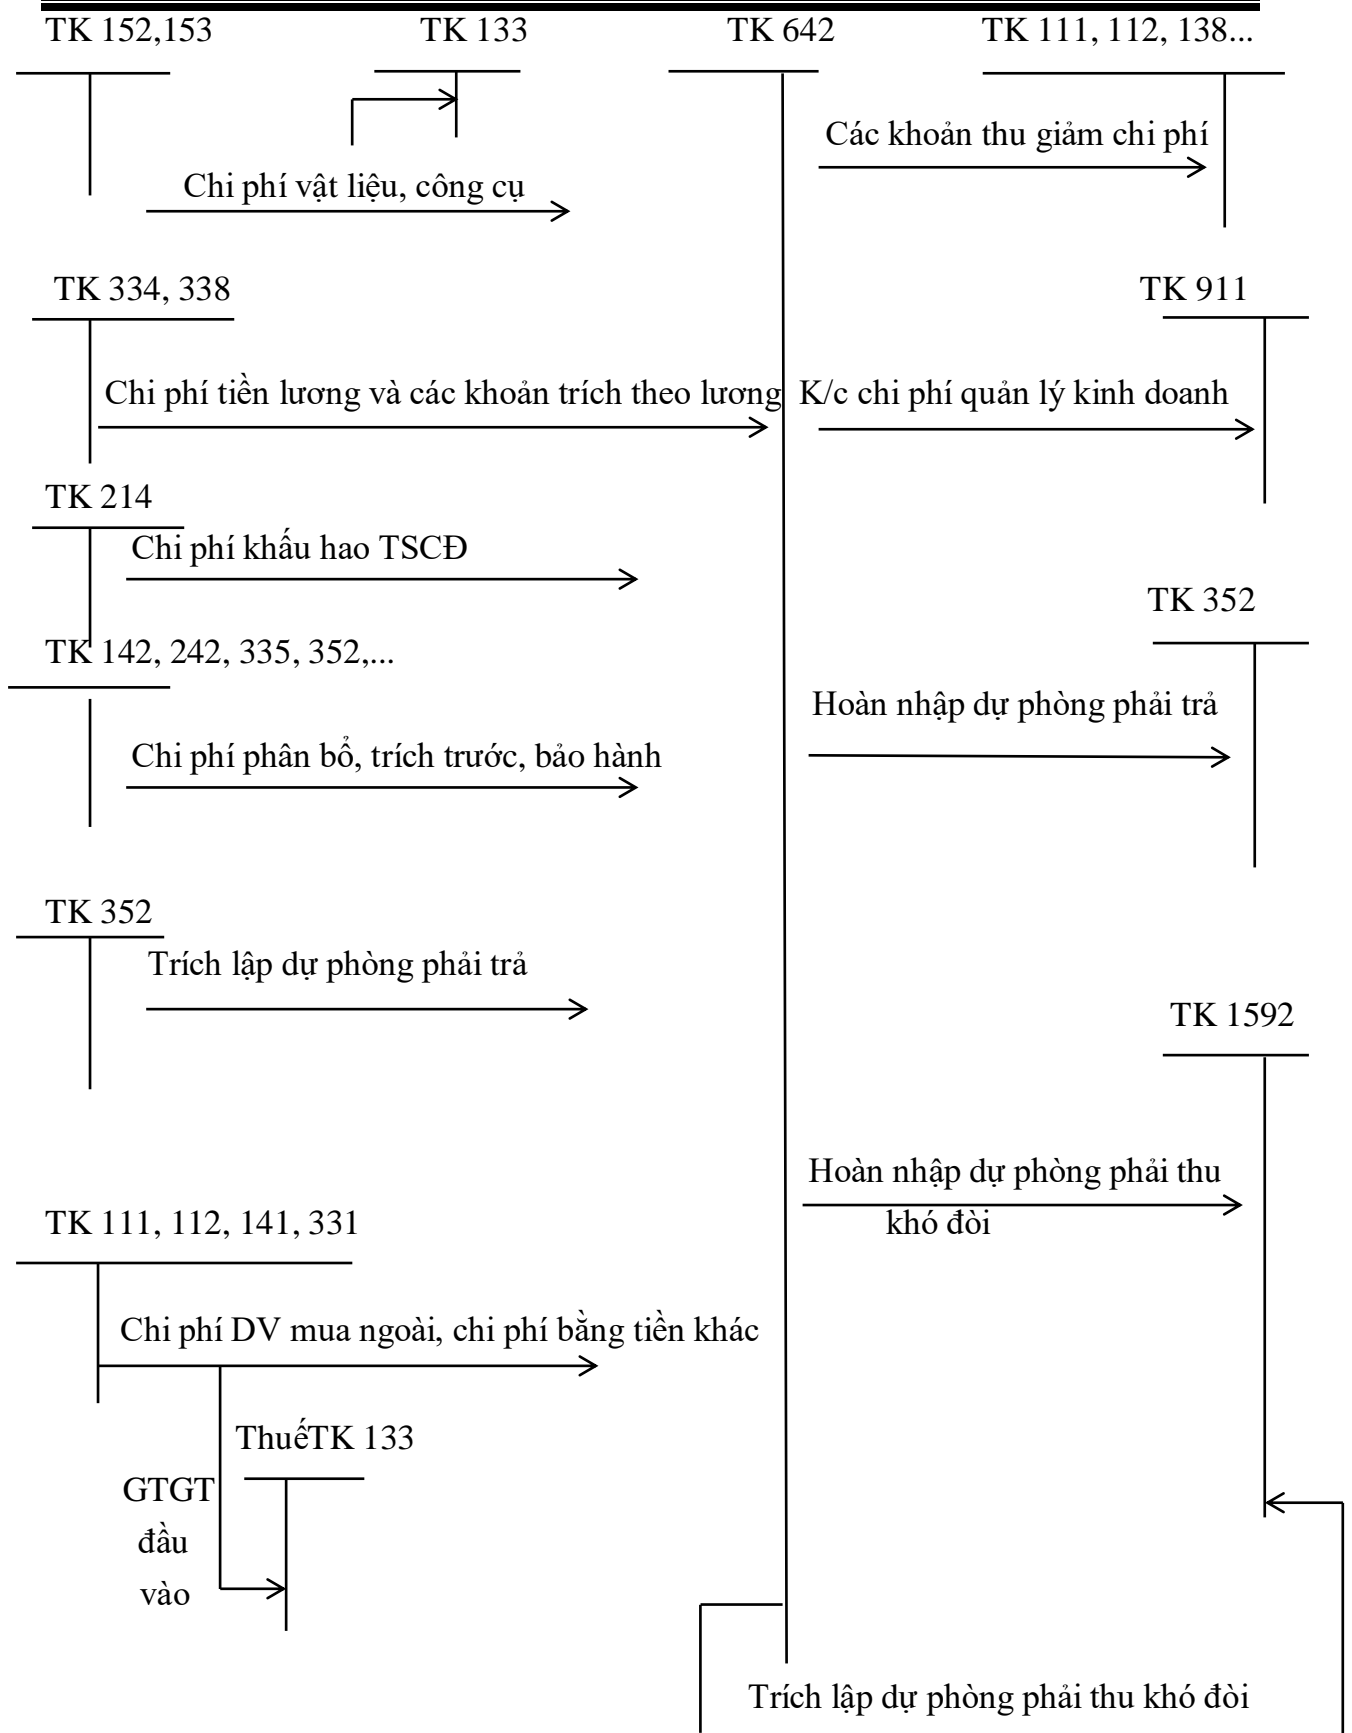 TK 152,153
TK 133
TK 642
TK 111, 112, 138...
Các khoản thu giảm chi phí
Chi phí vật liệu, công cụ
TK 334, 338
TK 911
Chi phí tiền lương và các khoản trích theo lương
K/c chi phí quản lý kinh doanh
TK 214
Chi phí khấu hao TSCĐ
TK 352
TK 142, 242, 335, 352,...
Hoàn nhập dự phòng phải trả
Chi phí phân bổ, trích trước, bảo hành
TK 352
Trích lập dự phòng phải trả
TK 1592
Hoàn nhập dự phòng phải thu
khó đòi
TK 111, 112, 141, 331
Chi phí DV mua ngoài, chi phí bằng tiền khác
Thuế
TK 133
GTGT
đầu
vào
Trích lập dự phòng phải thu khó đòi